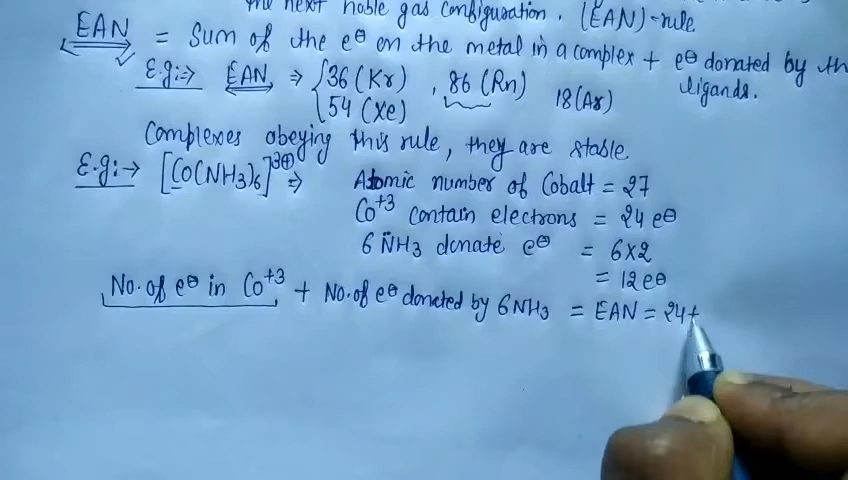 the next noble gas configuration. (EAN)-rule
EAN = Sum of the e⊖ on the metal in a complex + e⊖ donated by th
ligands.
E.g:⇒ EAN ⇒ {36(Kr), 86(Rn) 18(Ar)
54(Xe)
Complexes obeying this rule, they are stable.
E.g:→ [Co(NH3)6]3⊕ ⇒ Atomic number of Cobalt = 27
Co+3 contain electrons = 24 e⊖
6 N̈H3 donate e⊖ = 6×2
= 12e⊖
No. of e⊖ in Co+3 + No. of e⊖ donated by 6NH3 = EAN = 24+